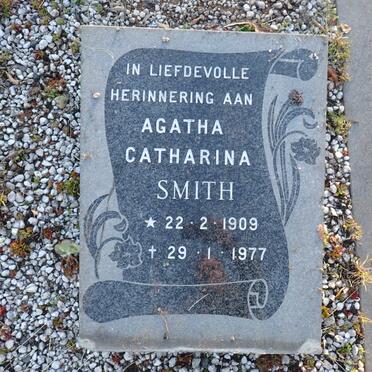 IN LIEFDEVOLLE
HERINNERING AAN
AGATHA
CATHARINA
SMITH
★ 22·2·1909
✝ 29·1·1977